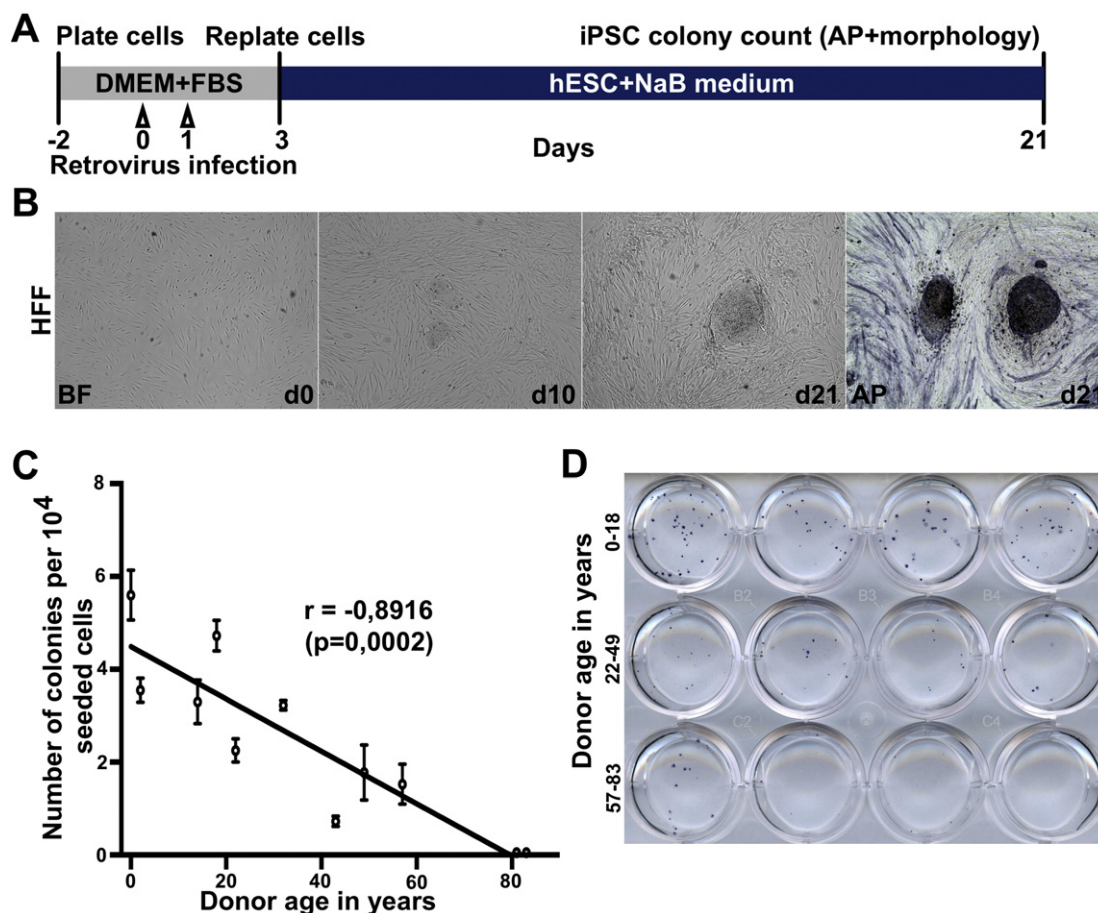 A
Plate cells Replate cells iPSC colony count (AP+morphology)
DMEM+FBS hESC+NaB medium
-2 0 1 3 Days 21
Retrovirus infection
B
HFF
BF d0 d10 d21 AP d21
C
Number of colonies per 10⁴
seeded cells
8
6
4
2
0
r = -0,8916
(p=0,0002)
0 20 40 60 80
Donor age in years
D
Donor age in years
0-18
22-49
57-83
B2 B3 B4
C2 C4